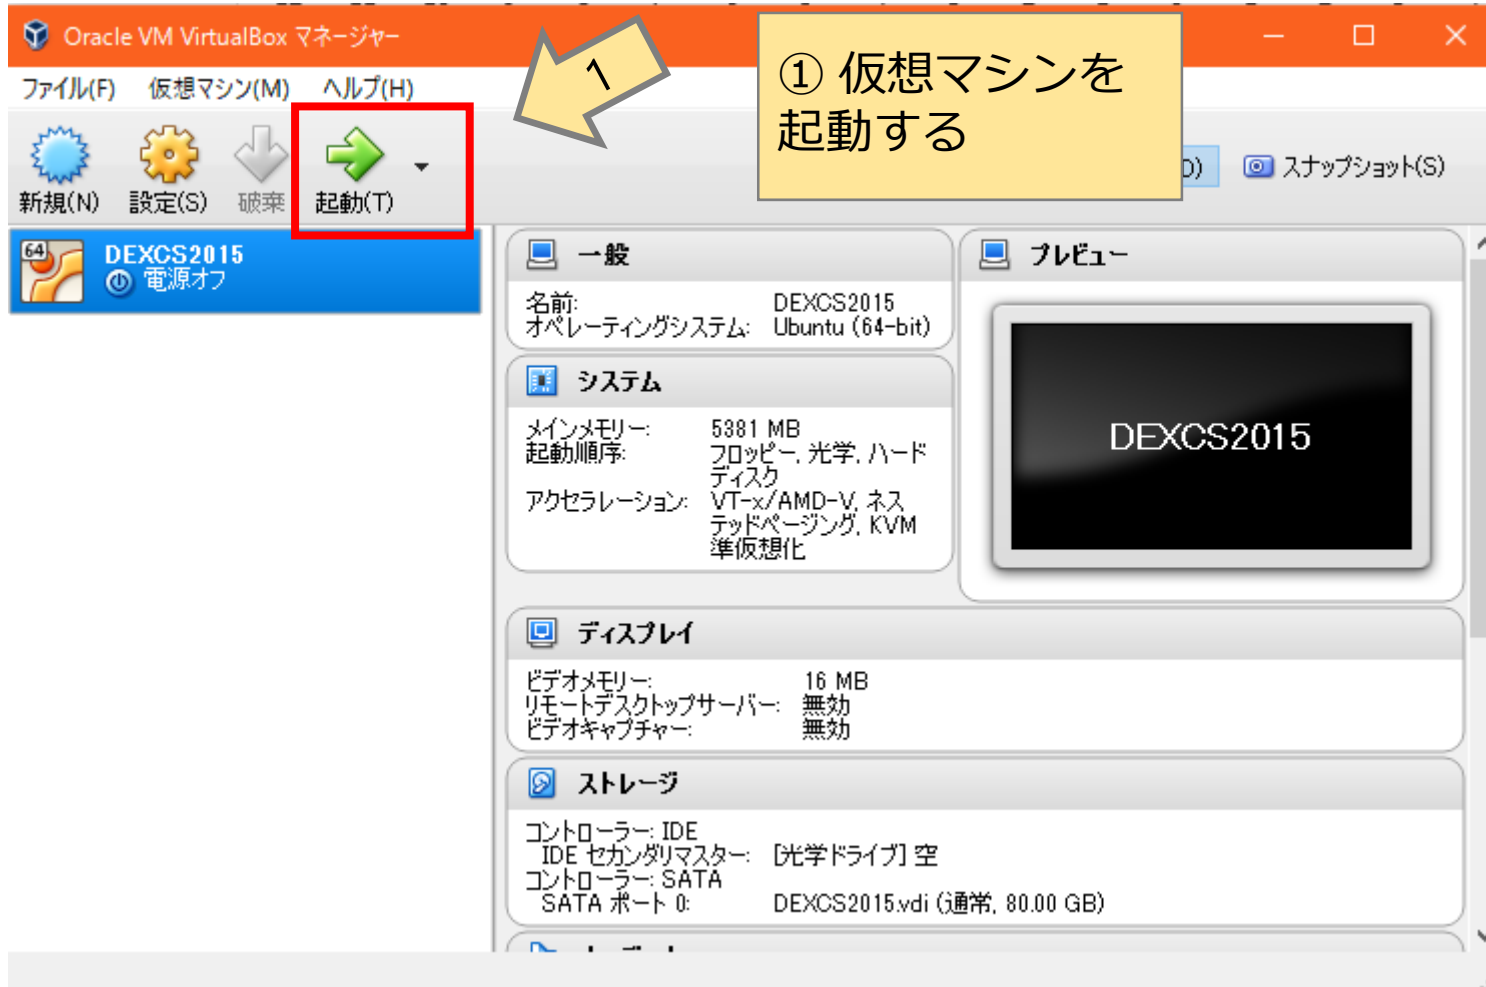 Oracle VM VirtualBox マネージャー
1
① 仮想マシンを
起動する
ファイル(F) 仮想マシン(M) ヘルプ(H)
新規(N) 設定(S) 破棄 起動(T)
スナップショット(S)
64
DEXCS2015
電源オフ
一般
名前: DEXCS2015
オペレーティングシステム: Ubuntu (64-bit)
プレビュー
DEXCS2015
システム
メインメモリー: 5381 MB
起動順序: フロッピー, 光学, ハード
ディスク
アクセラレーション: VT-x/AMD-V, ネス
テッドページング, KVM
準仮想化
ディスプレイ
ビデオメモリー: 16 MB
リモートデスクトップサーバー: 無効
ビデオキャプチャー: 無効
ストレージ
コントローラー: IDE
IDE セカンダリマスター: [光学ドライブ] 空
コントローラー: SATA
SATA ポート 0: DEXCS2015.vdi (通常, 80.00 GB)